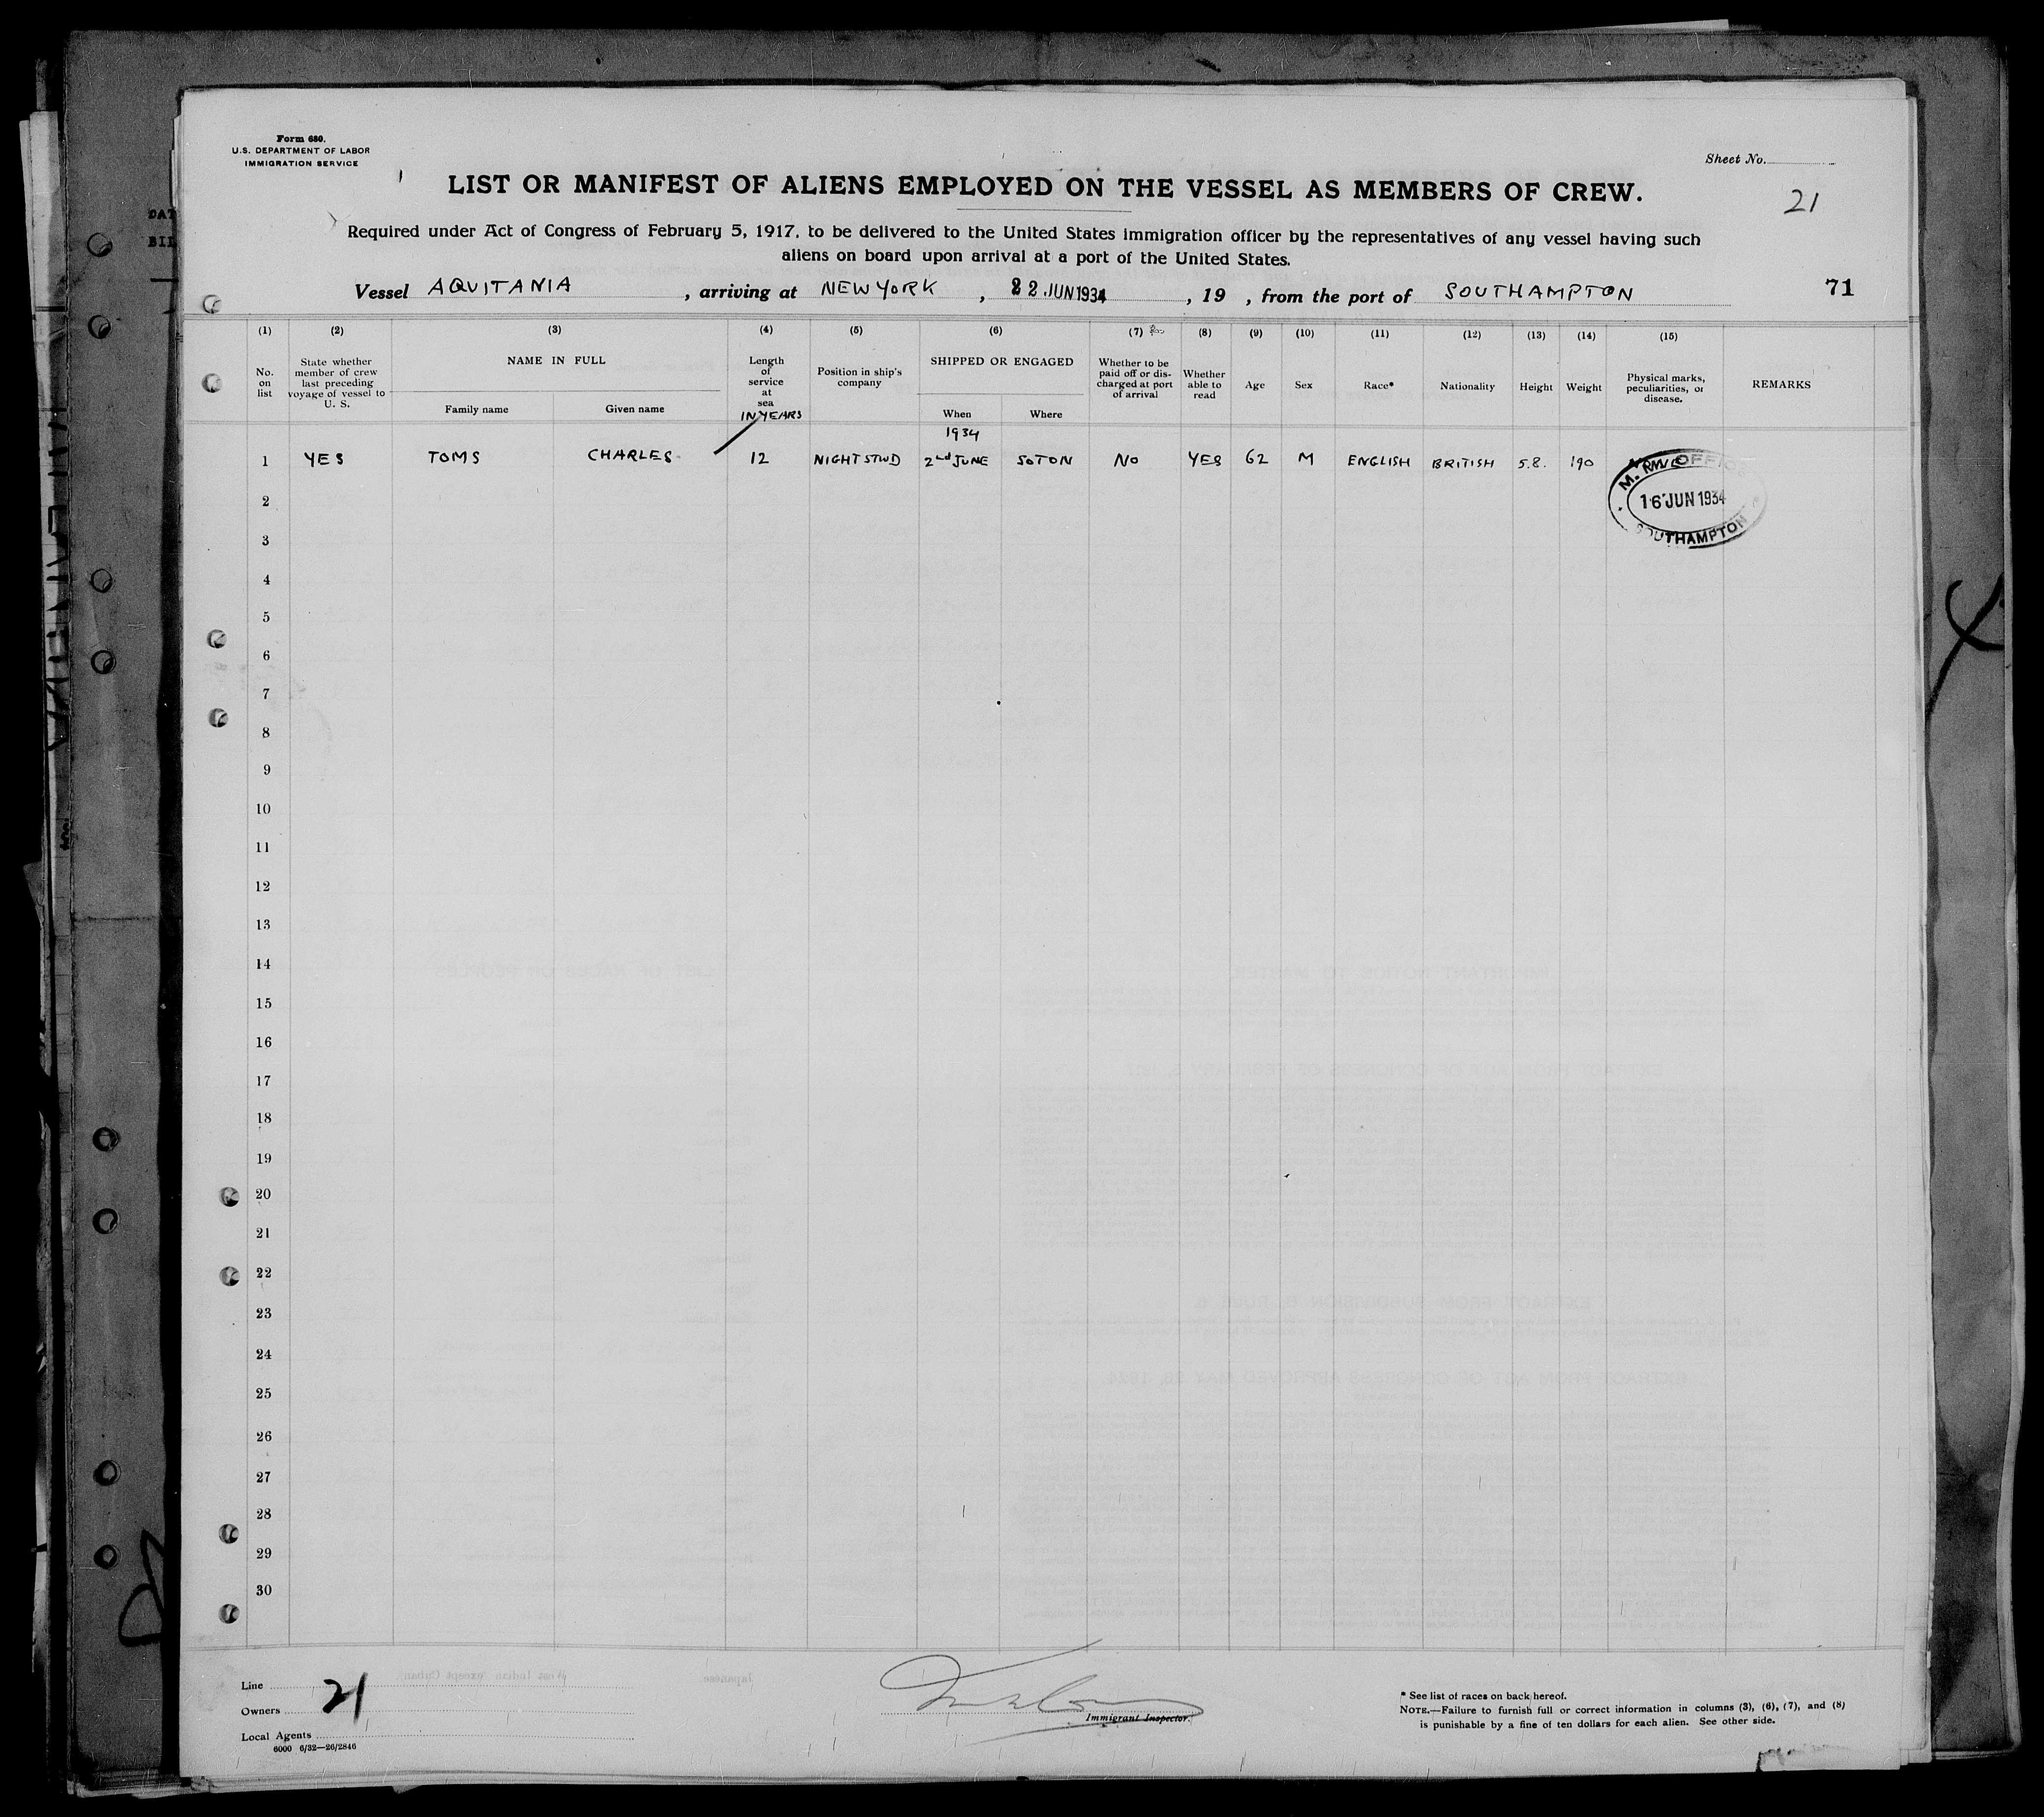 Form 680.
U.S. DEPARTMENT OF LABOR
IMMIGRATION SERVICE
Sheet No.
21
LIST OR MANIFEST OF ALIENS EMPLOYED ON THE VESSEL AS MEMBERS OF CREW.
Required under Act of Congress of February 5, 1917, to be delivered to the United States immigration officer by the representatives of any vessel having such
aliens on board upon arrival at a port of the United States.
Vessel AQUITANIA, arriving at NEW YORK, 22 JUN 1934, 19 , from the port of SOUTHAMPTON
71
(1) (2) (3) (4) (5) (6) (7) (8) (9) (10) (11) (12) (13) (14) (15)
No. on list
State whether member of crew last preceding voyage of vessel to U. S.
NAME IN FULL
Family name
Given name
Length of service at sea
IN YEARS
Position in ship's company
SHIPPED OR ENGAGED
When
Where
Whether to be paid off or dis-charged at port of arrival
Whether able to read
Age
Sex
Race*
Nationality
Height
Weight
Physical marks, peculiarities, or disease.
REMARKS
1934
1 YES TOMS CHARLES 12 NIGHT STWD 2nd JUNE SOTON NO YES 62 M ENGLISH BRITISH 5.8. 190
16 JUN 1934
SOUTHAMPTON
2
3
4
5
6
7
8
9
10
11
12
13
14
15
16
17
18
19
20
21
22
23
24
25
26
27
28
29
30
Line
21
Owners
Local Agents
6000 6/32—26/2846
Immigrant Inspector.
* See list of races on back hereof.
NOTE.—Failure to furnish full or correct information in columns (3), (6), (7), and (8)
is punishable by a fine of ten dollars for each alien. See other side.